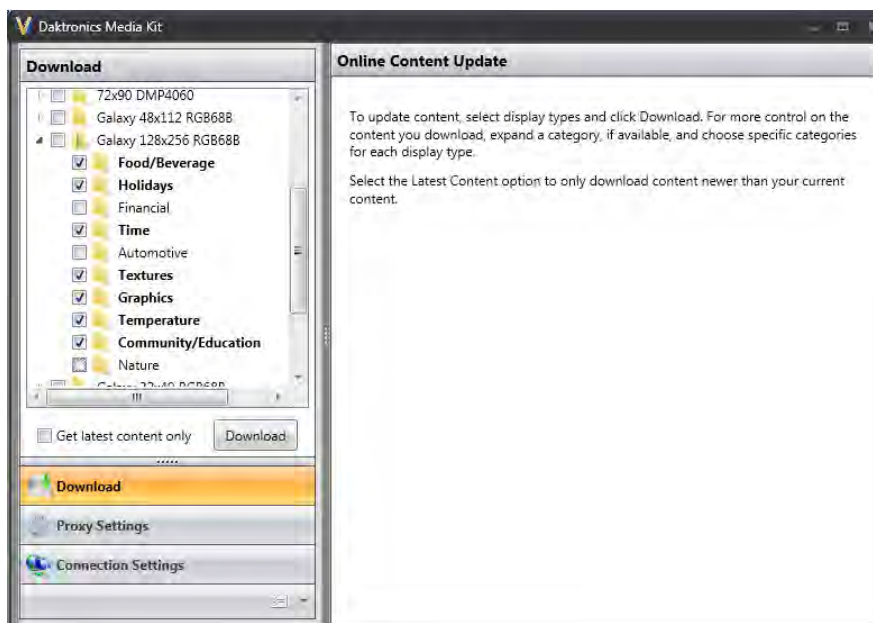 Daktronics Media Kit
Download
72x90 DMP4060
Galaxy 48x112 RGB68B
Galaxy 128x256 RGB68B
Food/Beverage
Holidays
Financial
Time
Automotive
Textures
Graphics
Temperature
Community/Education
Nature
Get latest content only
Download
Download
Proxy Settings
Connection Settings
Online Content Update
To update content, select display types and click Download. For more control on the
content you download, expand a category, if available, and choose specific categories
for each display type.
Select the Latest Content option to only download content newer than your current
content.